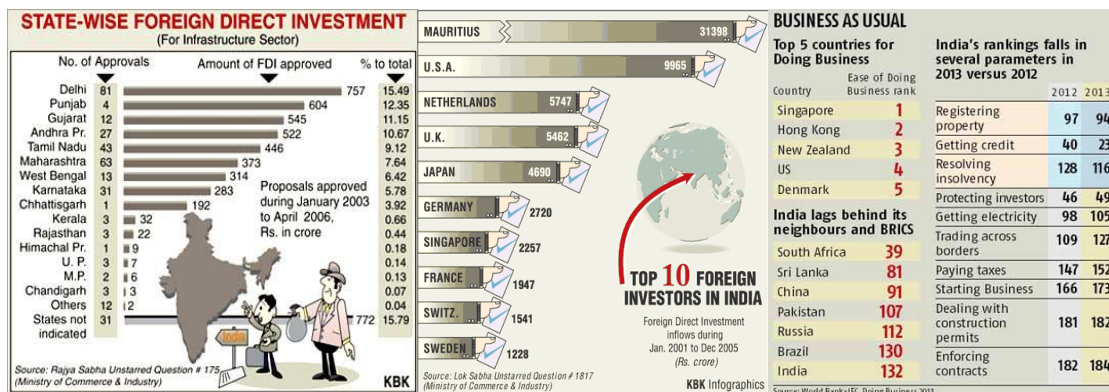 STATE-WISE FOREIGN DIRECT INVESTMENT
(For Infrastructure Sector)
No. of Approvals Amount of FDI approved % to total
Delhi 81 757 15.49
Punjab 4 604 12.35
Gujarat 12 545 11.15
Andhra Pr. 27 522 10.67
Tamil Nadu 43 446 9.12
Maharashtra 63 373 7.64
West Bengal 13 314 6.42
Karnataka 31 283 5.78
Chhattisgarh 1 192 3.92
Kerala 3 32 0.66
Rajasthan 3 22 0.44
Himachal Pr. 1 9 0.18
U. P. 3 7 0.14
M.P. 2 6 0.13
Chandigarh 3 3 0.07
Others 12 2 0.04
States not 31 772 15.79
indicated
Proposals approved
during January 2003
to April 2006,
Rs. in crore
India
Source: Rajya Sabha Unstarred Question # 175
(Ministry of Commerce & Industry)
KBK
MAURITIUS 31398
U.S.A. 9965
NETHERLANDS 5747
U.K. 5462
JAPAN 4690
GERMANY 2720
SINGAPORE 2257
FRANCE 1947
SWITZ. 1541
SWEDEN 1228
TOP 10 FOREIGN
INVESTORS IN INDIA
Foreign Direct Investment
inflows during
Jan. 2001 to Dec 2005
(Rs. crore)
Source: Lok Sabha Unstarred Question # 1817
(Ministry of Commerce & Industry)
KBK Infographics
BUSINESS AS USUAL
Top 5 countries for
Doing Business
Country Ease of Doing
Business rank
Singapore 1
Hong Kong 2
New Zealand 3
US 4
Denmark 5
India lags behind its
neighbours and BRICS
South Africa 39
Sri Lanka 81
China 91
Pakistan 107
Russia 112
Brazil 130
India 132
India's rankings falls in
several parameters in
2013 versus 2012
2012 2013
Registering
property 97 94
Getting credit 40 23
Resolving
insolvency 128 116
Protecting investors 46 49
Getting electricity 98 105
Trading across
borders 109 127
Paying taxes 147 152
Starting Business 166 173
Dealing with
construction
permits 181 182
Enforcing
contracts 182 184
Source: World Bank-IFC, Doing Business 2013